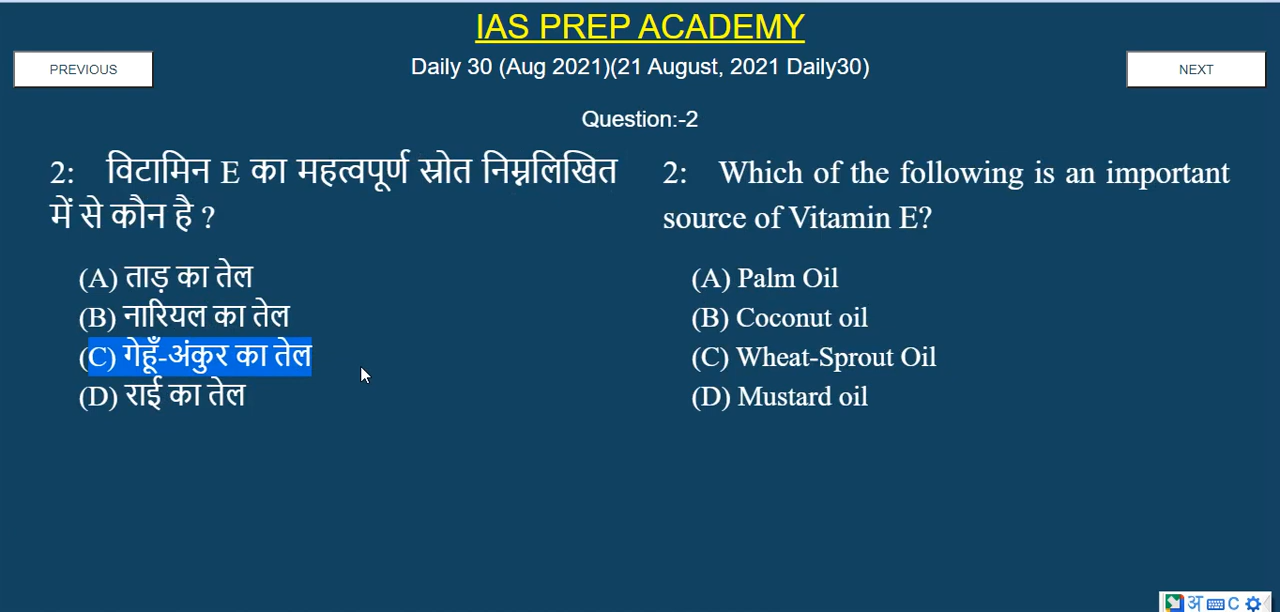 IAS PREP ACADEMY
PREVIOUS
Daily 30 (Aug 2021)(21 August, 2021 Daily30)
NEXT
Question:-2
2: विटामिन E का महत्वपूर्ण स्रोत निम्नलिखित
में से कौन है ?
(A) ताड़ का तेल
(B) नारियल का तेल
(C) गेहूँ-अंकुर का तेल
(D) राई का तेल
2: Which of the following is an important
source of Vitamin E?
(A) Palm Oil
(B) Coconut oil
(C) Wheat-Sprout Oil
(D) Mustard oil
अ